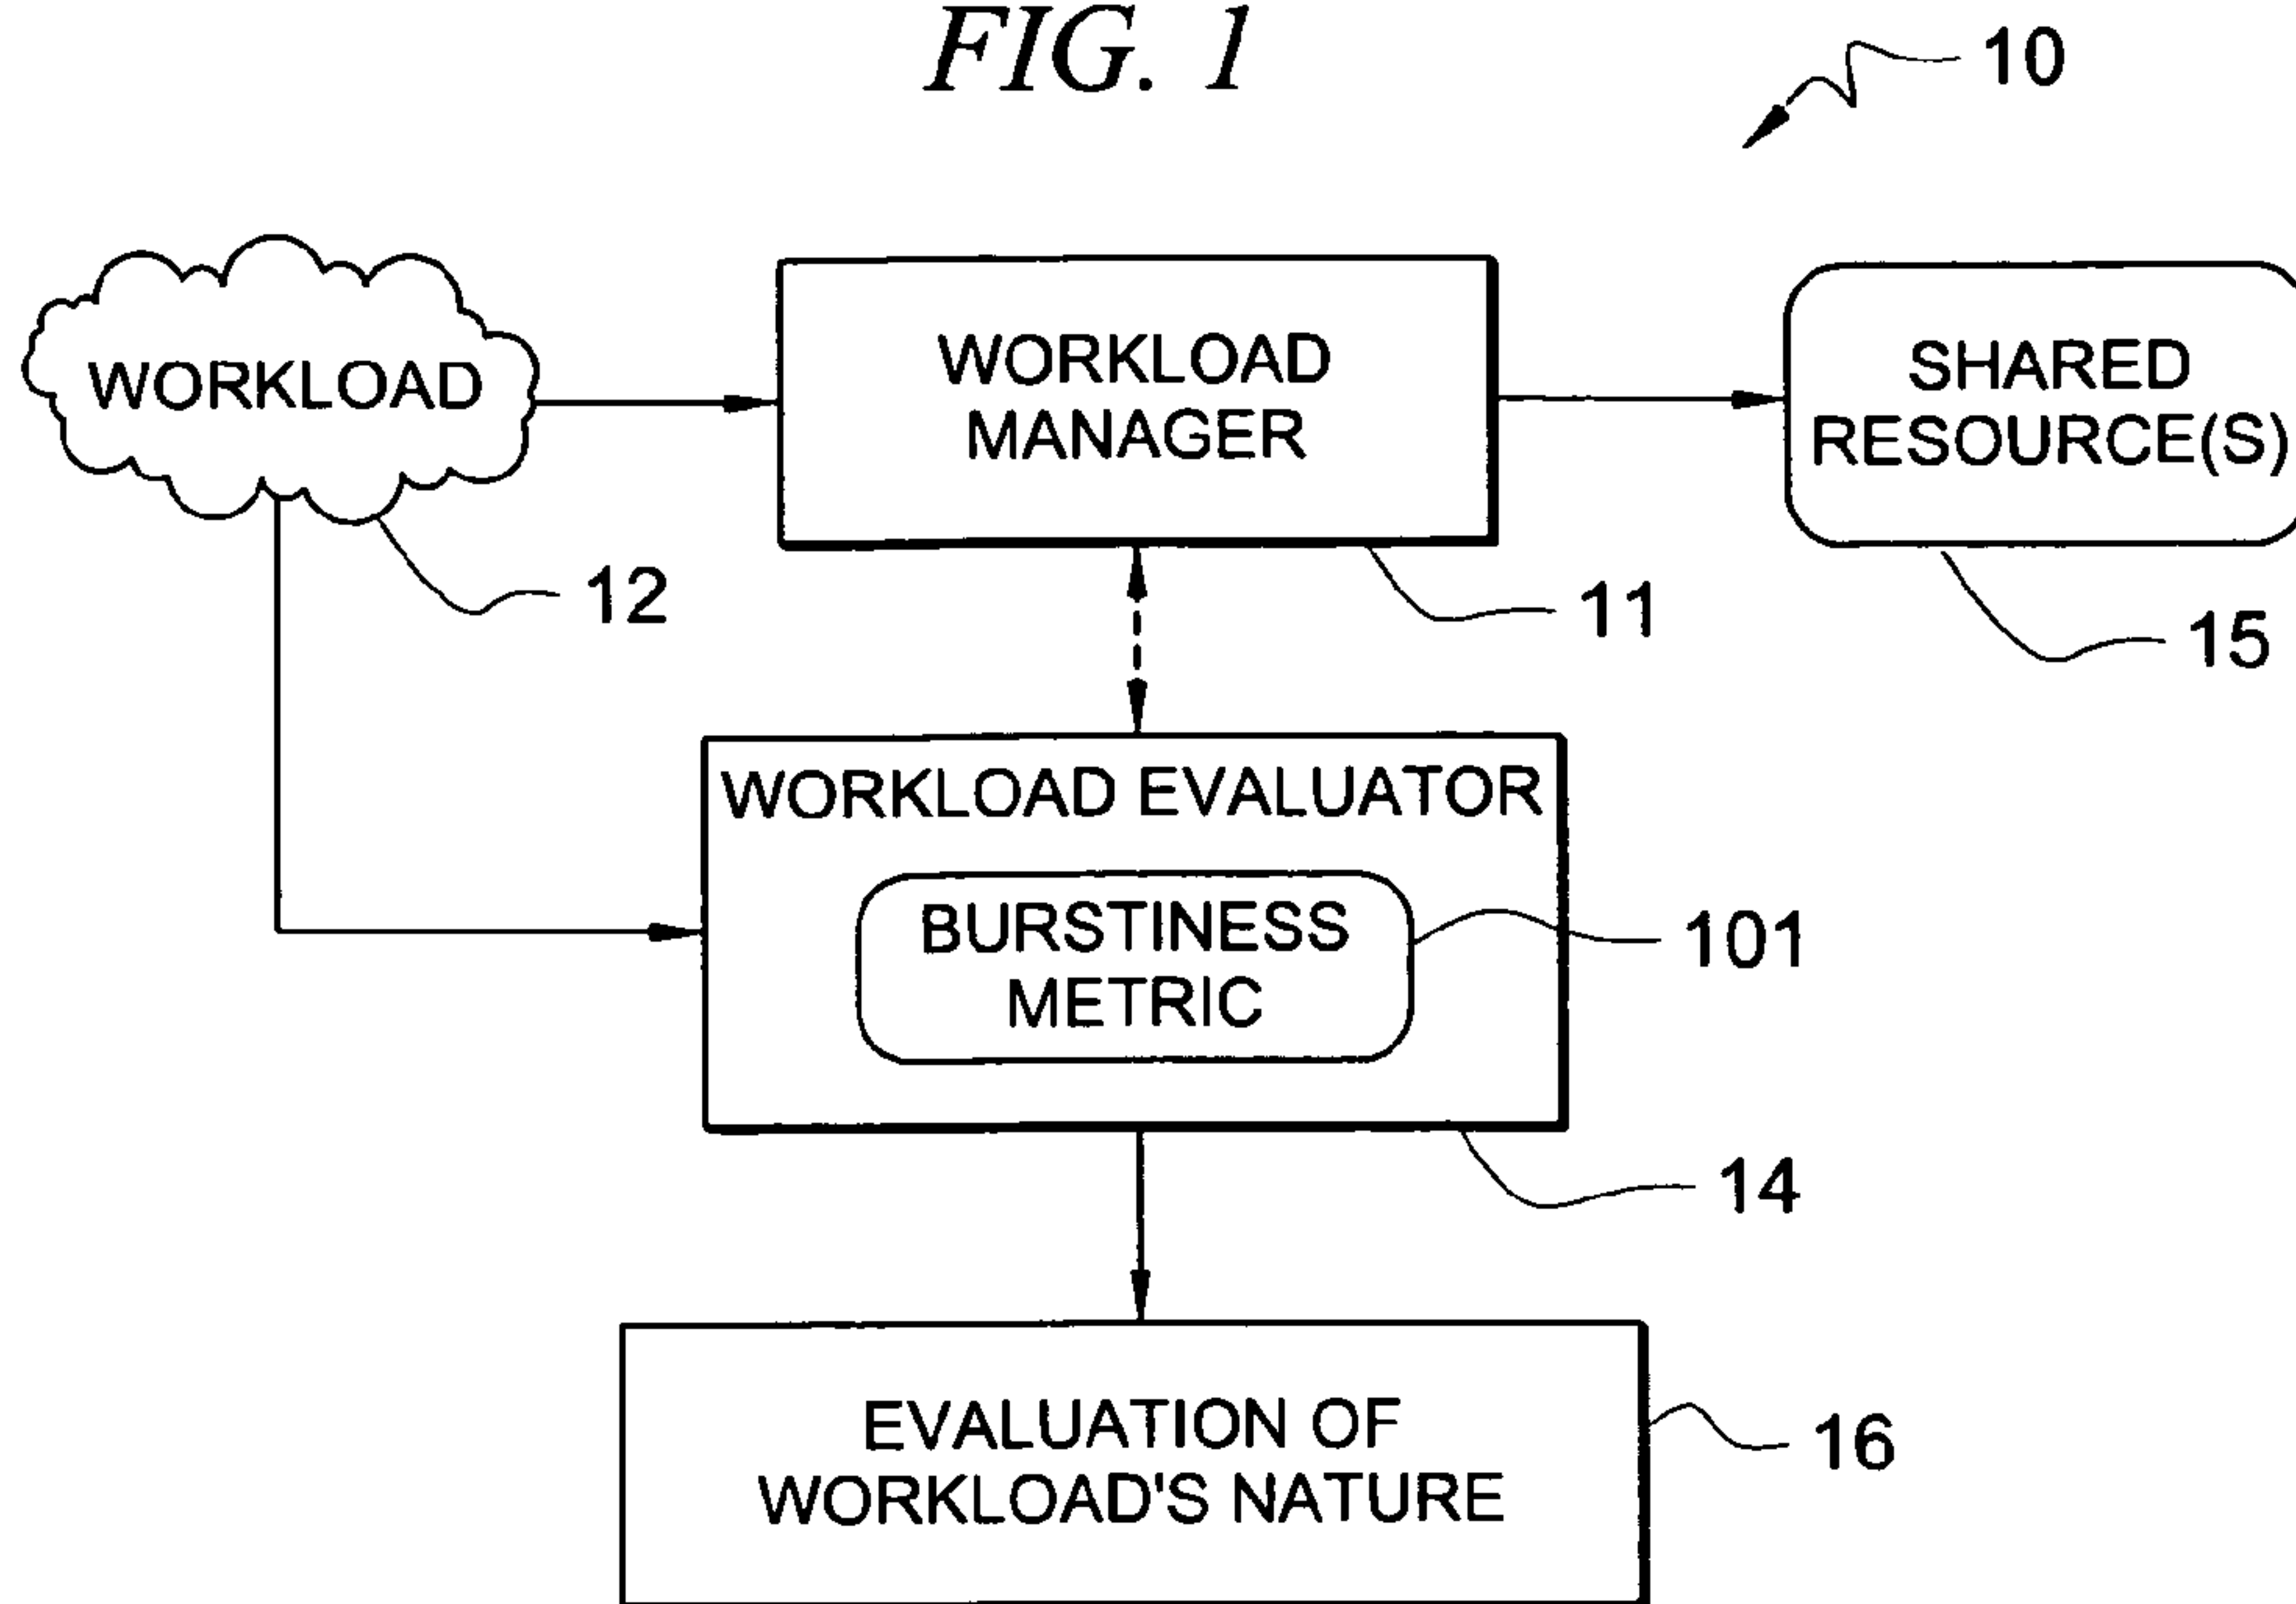 FIG. 1
10
WORKLOAD
WORKLOAD
MANAGER
SHARED
RESOURCE(S)
12
11
15
WORKLOAD EVALUATOR
BURSTINESS
METRIC
101
14
EVALUATION OF
WORKLOAD'S NATURE
16